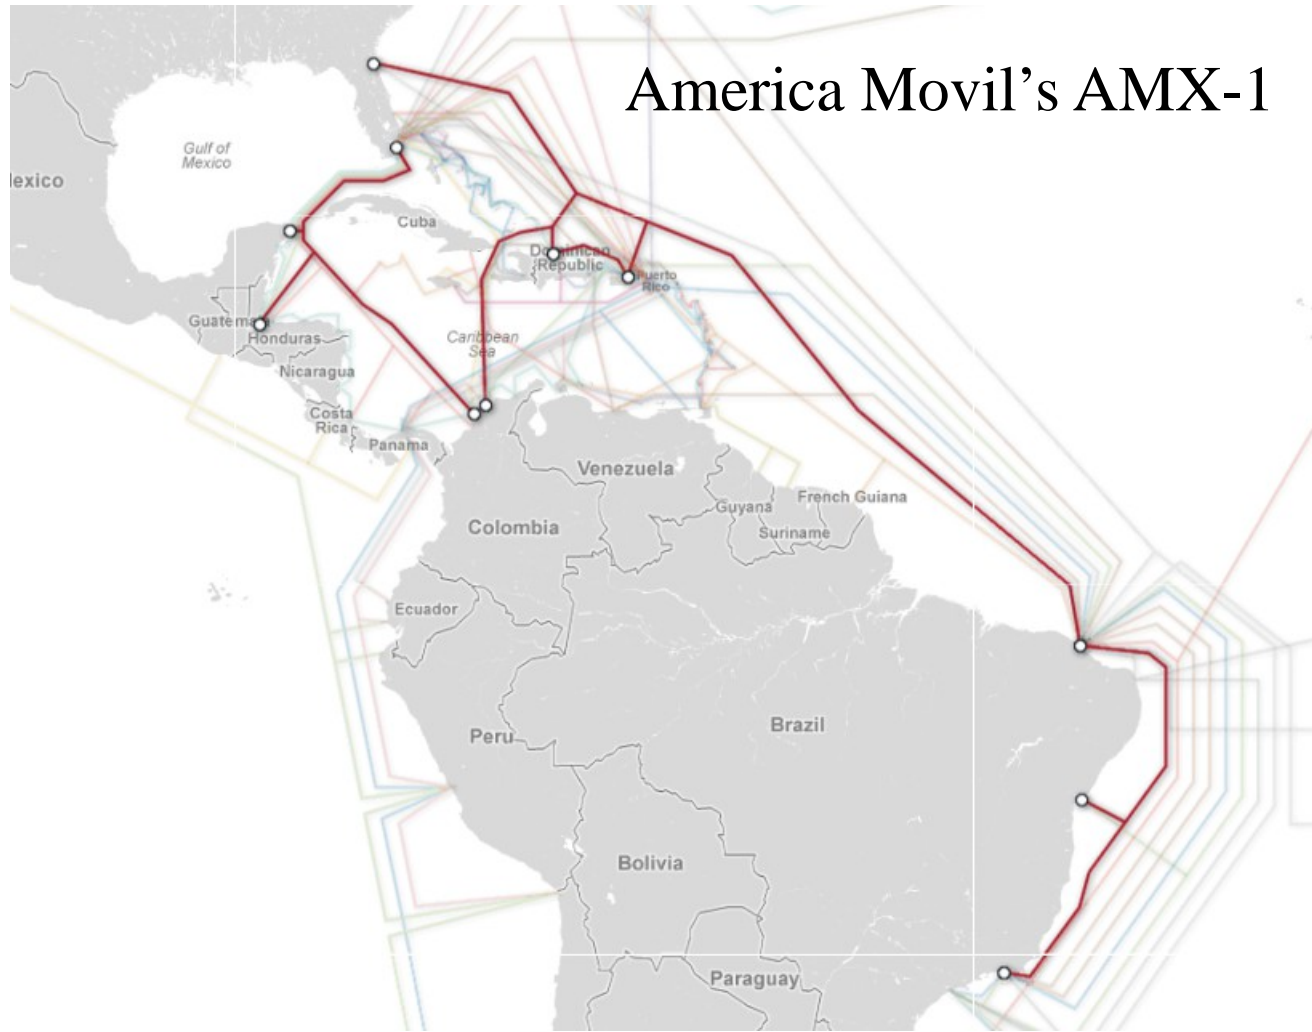 America Movil's AMX-1
Gulf of
Mexico
lexico
Cuba
Dominican
Republic
Puerto
Rico
Guatema
Honduras
Caribbean
Sea
Nicaragua
Costa
Rica
Panama
Venezuela
Guyana
French Guiana
Suriname
Colombia
Ecuador
Peru
Brazil
Bolivia
Paraguay